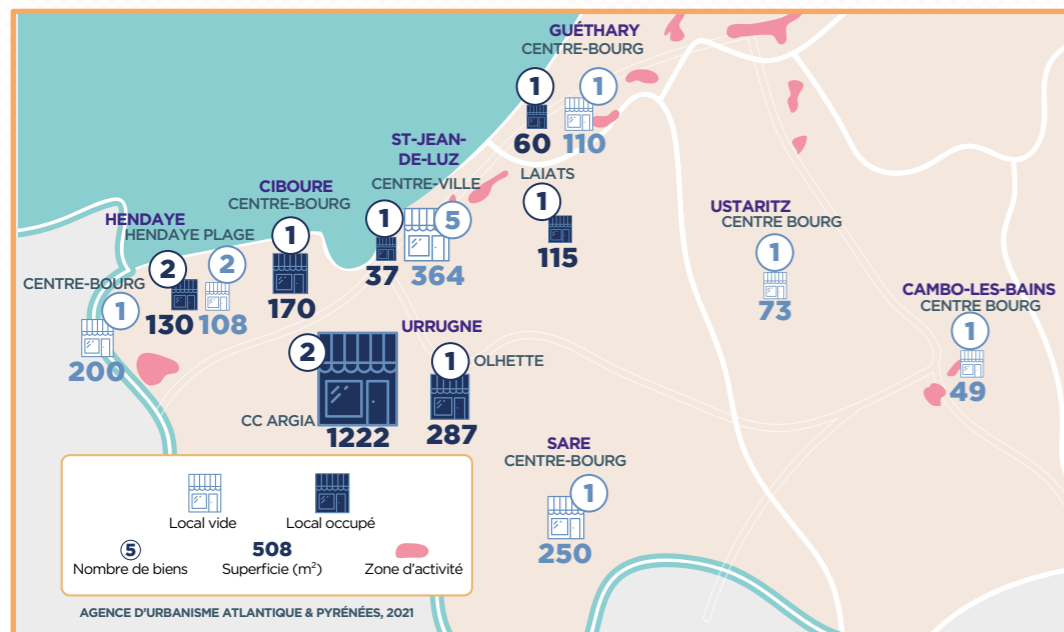 GUÉTHARY
CENTRE-BOURG
1
60
1
110
ST-JEAN-
DE-LUZ
CENTRE-VILLE
1
37
5
364
LAIATS
1
115
CIBOURE
CENTRE-BOURG
1
170
HENDAYE
HENDAYE PLAGE
2
130
2
108
CENTRE-BOURG
1
200
USTARITZ
CENTRE BOURG
1
73
CAMBO-LES-BAINS
CENTRE BOURG
1
49
URRUGNE
2
CC ARGIA
1222
1
OLHETTE
287
SARE
CENTRE-BOURG
1
250
Local vide
Local occupé
5
Nombre de biens
508
Superficie (m²)
Zone d'activité
AGENCE D'URBANISME ATLANTIQUE & PYRÉNÉES, 2021